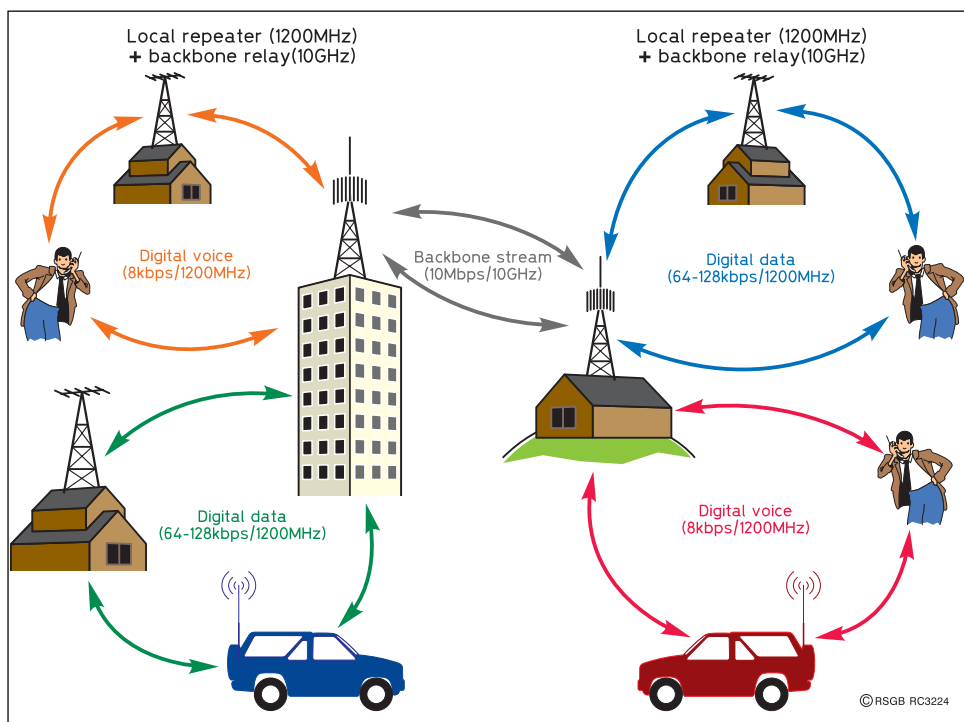 Local repeater (1200MHz)
+ backbone relay(10GHz)
Local repeater (1200MHz)
+ backbone relay(10GHz)
Digital voice
(8kbps/1200MHz)
Backbone stream
(10Mbps/10GHz)
Digital data
(64-128kbps/1200MHz)
Digital data
(64-128kbps/1200MHz)
Digital voice
(8kbps/1200MHz)
©RSGB RC3224